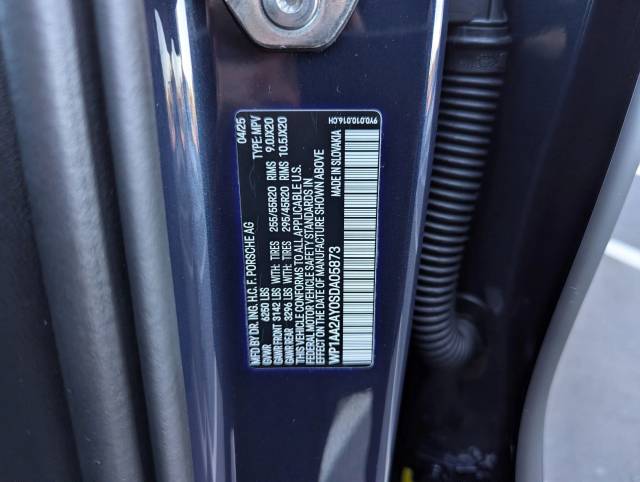 MFD BY DR. ING. H.C. F. PORSCHE AG 04/25
GVWR 6260 LBS TYPE: MPV
GAWR FRONT 3142 LBS WITH: TIRES 255/55R20 RIMS 9.0JX20
GAWR REAR 3296 LBS WITH: TIRES 295/45R20 RIMS 10.5JX20
THIS VEHICLE CONFORMS TO ALL APPLICABLE U.S.
FEDERAL MOTOR VEHICLE SAFETY STANDARDS IN
EFFECT ON THE DATE OF MANUFACTURE SHOWN ABOVE
WP1AA2AY0SDA05873 MADE IN SLOVAKIA
9Y0.010.016.CH